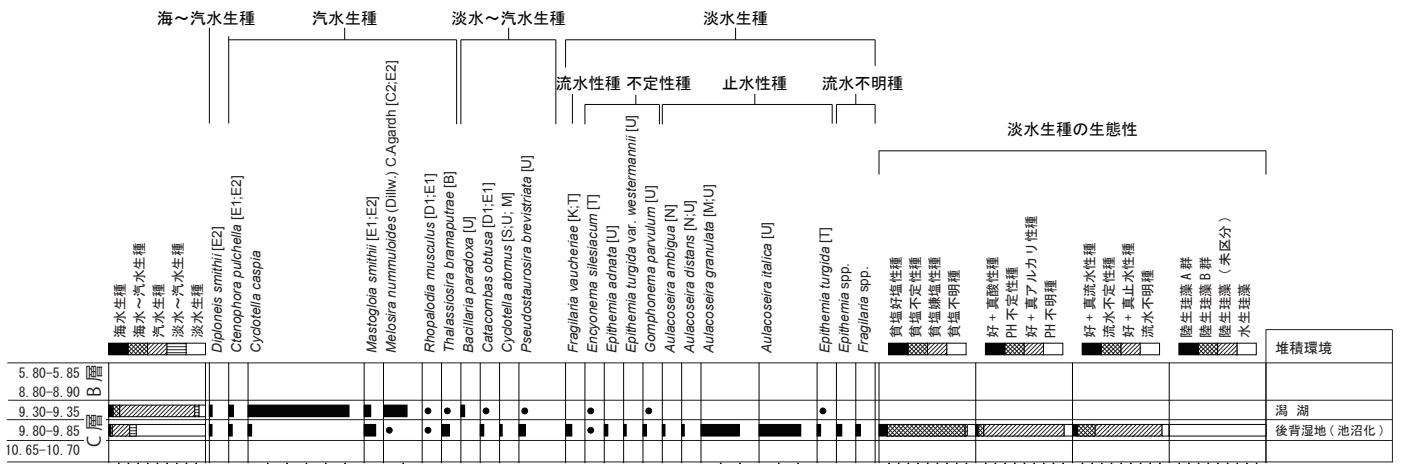 海～汽水生種
汽水生種
淡水～汽水生種
淡水生種
流水性種
不定性種
止水性種
流水不明種
淡水生種の生態性
海水生種
海水～汽水生種
汽水生種
淡水～汽水生種
淡水生種
Diploneis smithii [E2]
Ctenophora pulchella [E1;E2]
Cyclotella caspia
Mastogloia smithii [E1;E2]
Melosira nummuloides (Dillw.) C.Agardh [C2;E2]
Rhopalodia musculus [D1;E1]
Thalassiosira bramaputrae [B]
Bacillaria paradoxa [U]
Catacombas obtusa [D1;E1]
Cyclotella atomus [S;U; M]
Pseudostaurosira brevistriata [U]
Fragilaria vaucheriae [K;T]
Encyonema silesiacum [T]
Epithemia adnata [U]
Epithemia turgida var. westermannii [U]
Gomphonema parvulum [U]
Aulacoseira ambigua [N]
Aulacoseira distans [N;U]
Aulacoseira granulata [M;U]
Aulacoseira italica [U]
Epithemia turgida [T]
Epithemia spp.
Fragilaria spp.
貧塩好塩性種
貧塩不定性種
貧塩嫌塩性種
貧塩不明種
好+真酸性種
PH不定性種
好+真アルカリ性種
PH不明種
好+真流水性種
流水不定性種
好+真止水性種
流水不明種
陸生珪藻A群
陸生珪藻B群
陸生珪藻(未区分)
水生珪藻
堆積環境
5.80-5.85
8.80-8.90
B層
9.30-9.35
潟 湖
9.80-9.85
後背湿地(池沼化)
10.65-10.70
C層